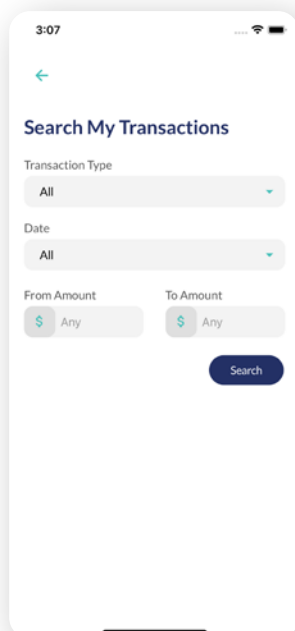 3:07
Search My Transactions
Transaction Type
All
Date
All
From Amount To Amount
$ Any $ Any
Search